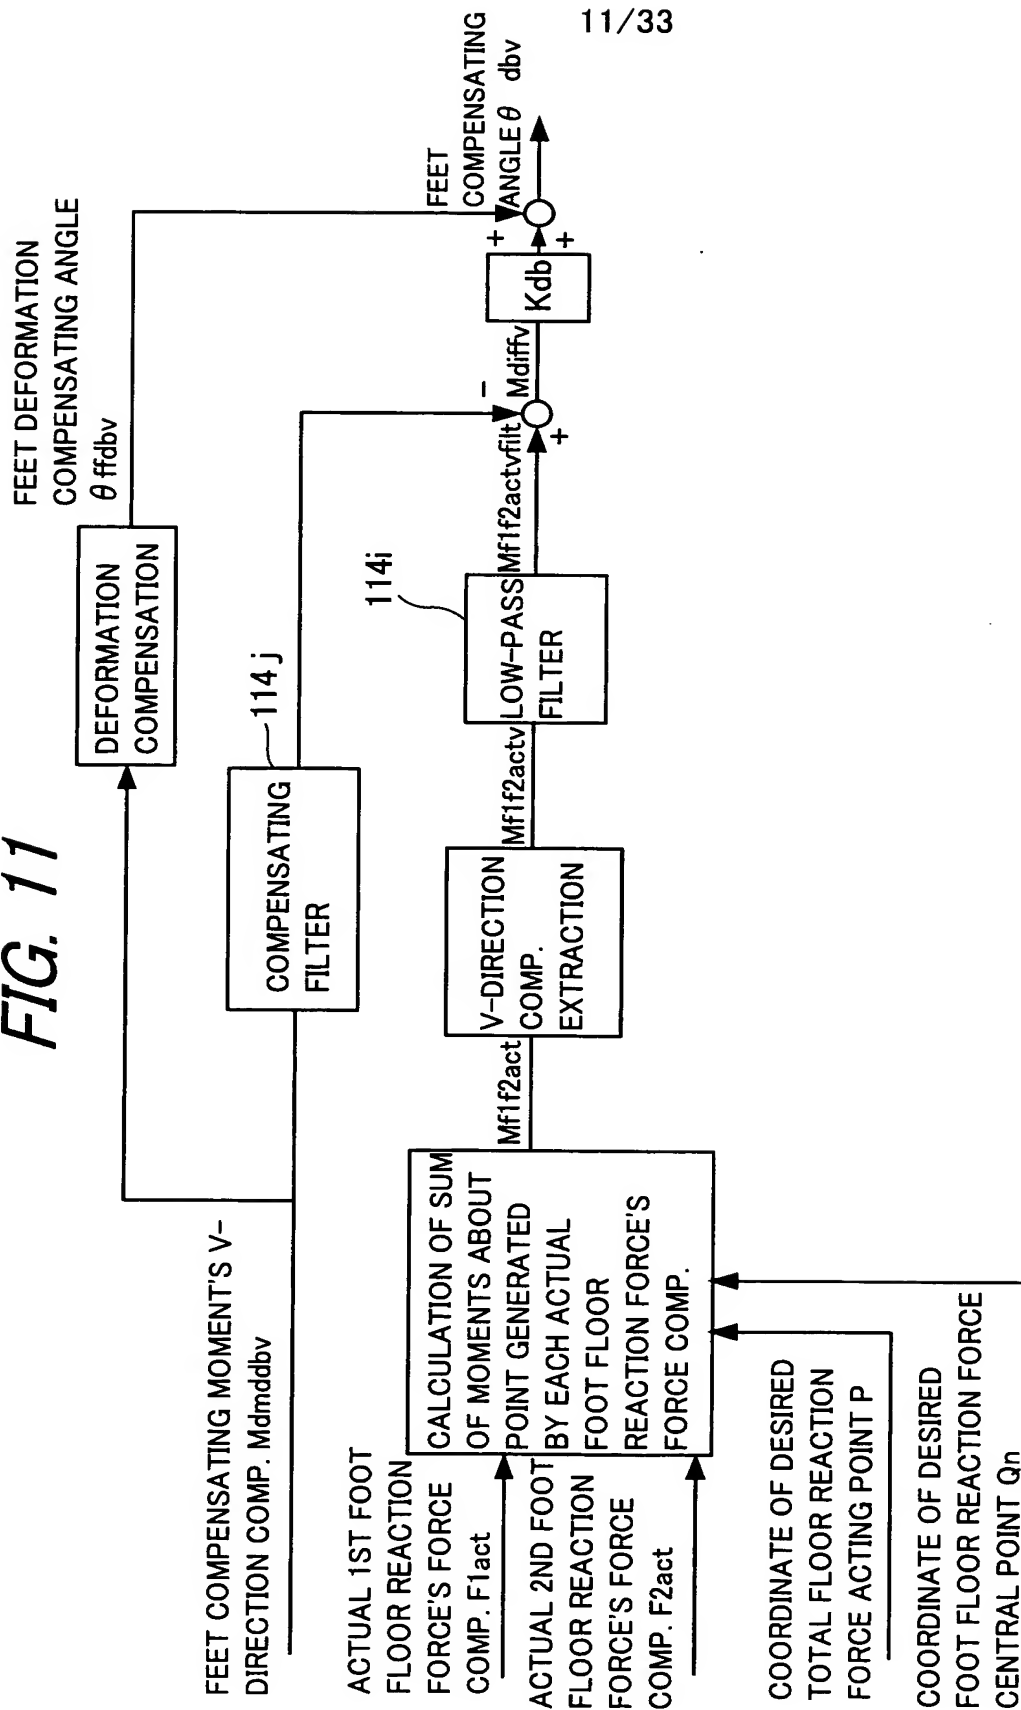 11/33
FIG. 11
FEET DEFORMATION
COMPENSATING ANGLE
θffdbv
DEFORMATION
COMPENSATION
FEET
COMPENSATING
ANGLE θ dbv
114j
COMPENSATING
FILTER
FEET COMPENSATING MOMENT'S V-
DIRECTION COMP. Mdmddbv
114i
ACTUAL 1ST FOOT
FLOOR REACTION
FORCE'S FORCE
COMP. F1act
ACTUAL 2ND FOOT
FLOOR REACTION
FORCE'S FORCE
COMP. F2act
CALCULATION OF SUM
OF MOMENTS ABOUT
POINT GENERATED
BY EACH ACTUAL
FOOT FLOOR
REACTION FORCE'S
FORCE COMP.
Mf1f2act
V-DIRECTION
COMP.
EXTRACTION
Mf1f2actv
LOW-PASS
FILTER
Mf1f2actvfilt
-
+
Mdiffv
Kdb
+
+
COORDINATE OF DESIRED
TOTAL FLOOR REACTION
FORCE ACTING POINT P
COORDINATE OF DESIRED
FOOT FLOOR REACTION FORCE
CENTRAL POINT Qn